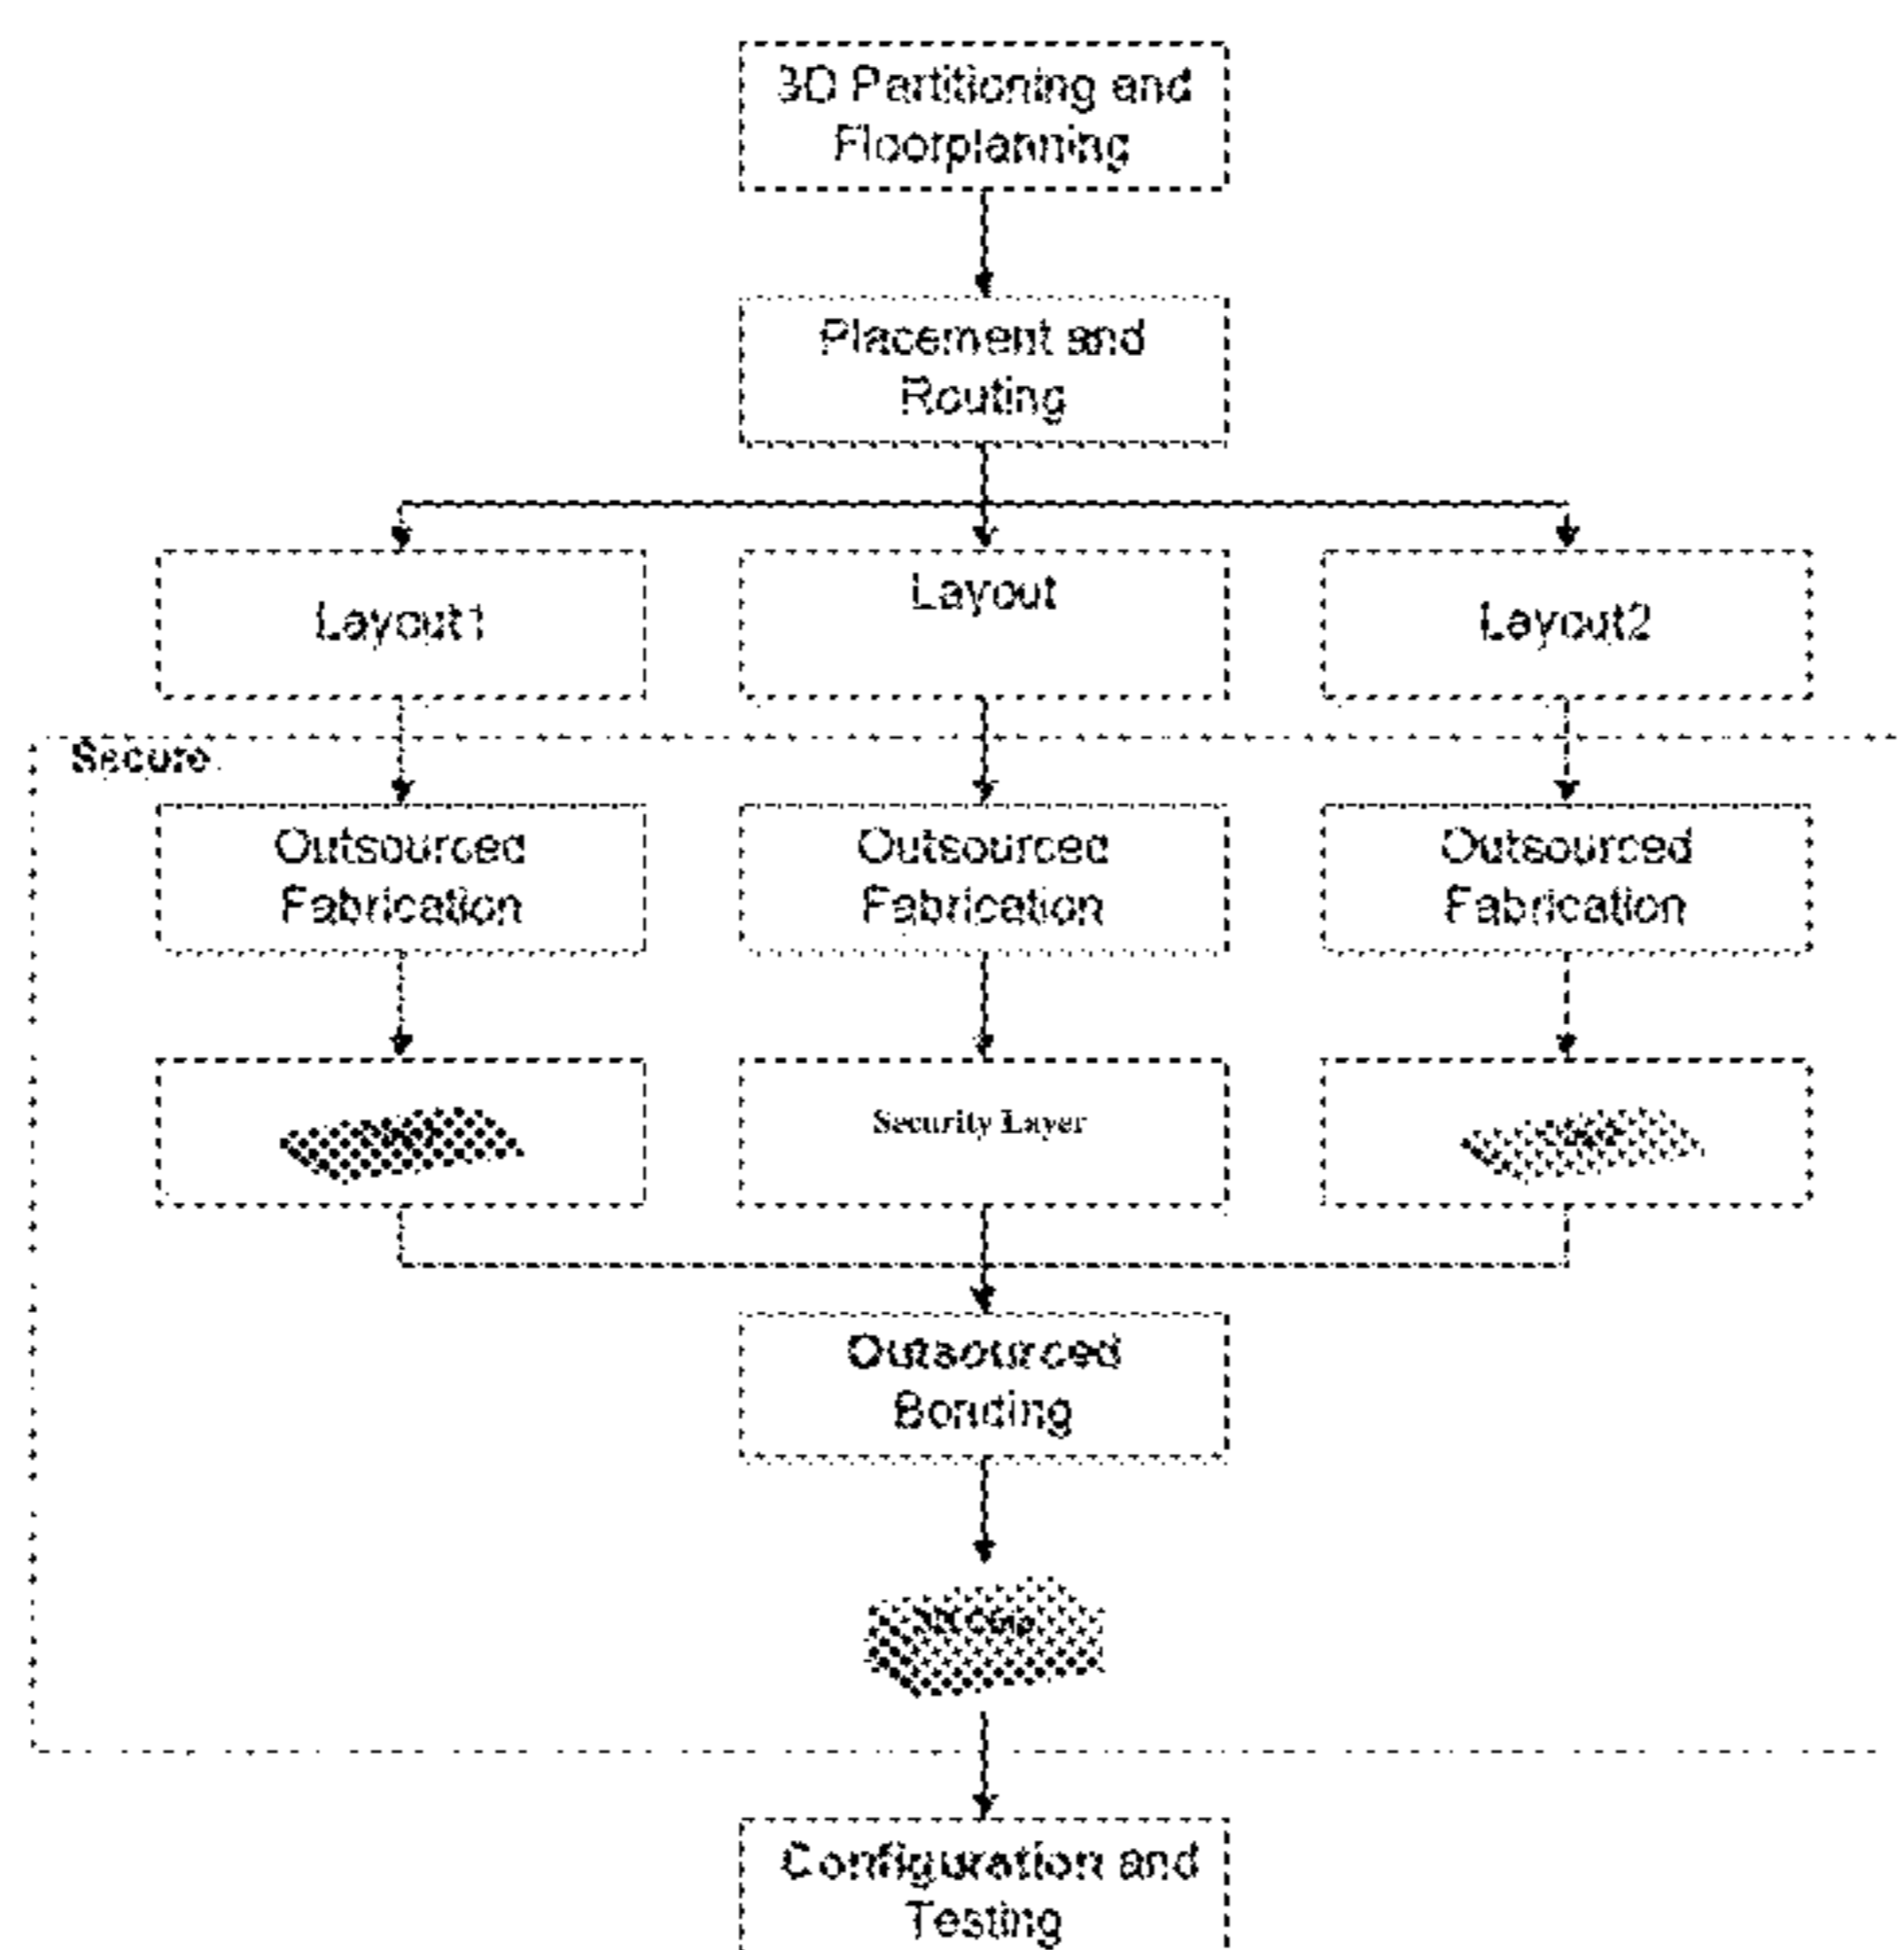 3D Partitioning and
Floorplanning
Placement and
Routing
Layout1
Layout
Layout2
Secure
Outsourced
Fabrication
Outsourced
Fabrication
Outsourced
Fabrication
Security Layer
Outsourced
Bonding
Chip
Configuration and
Testing